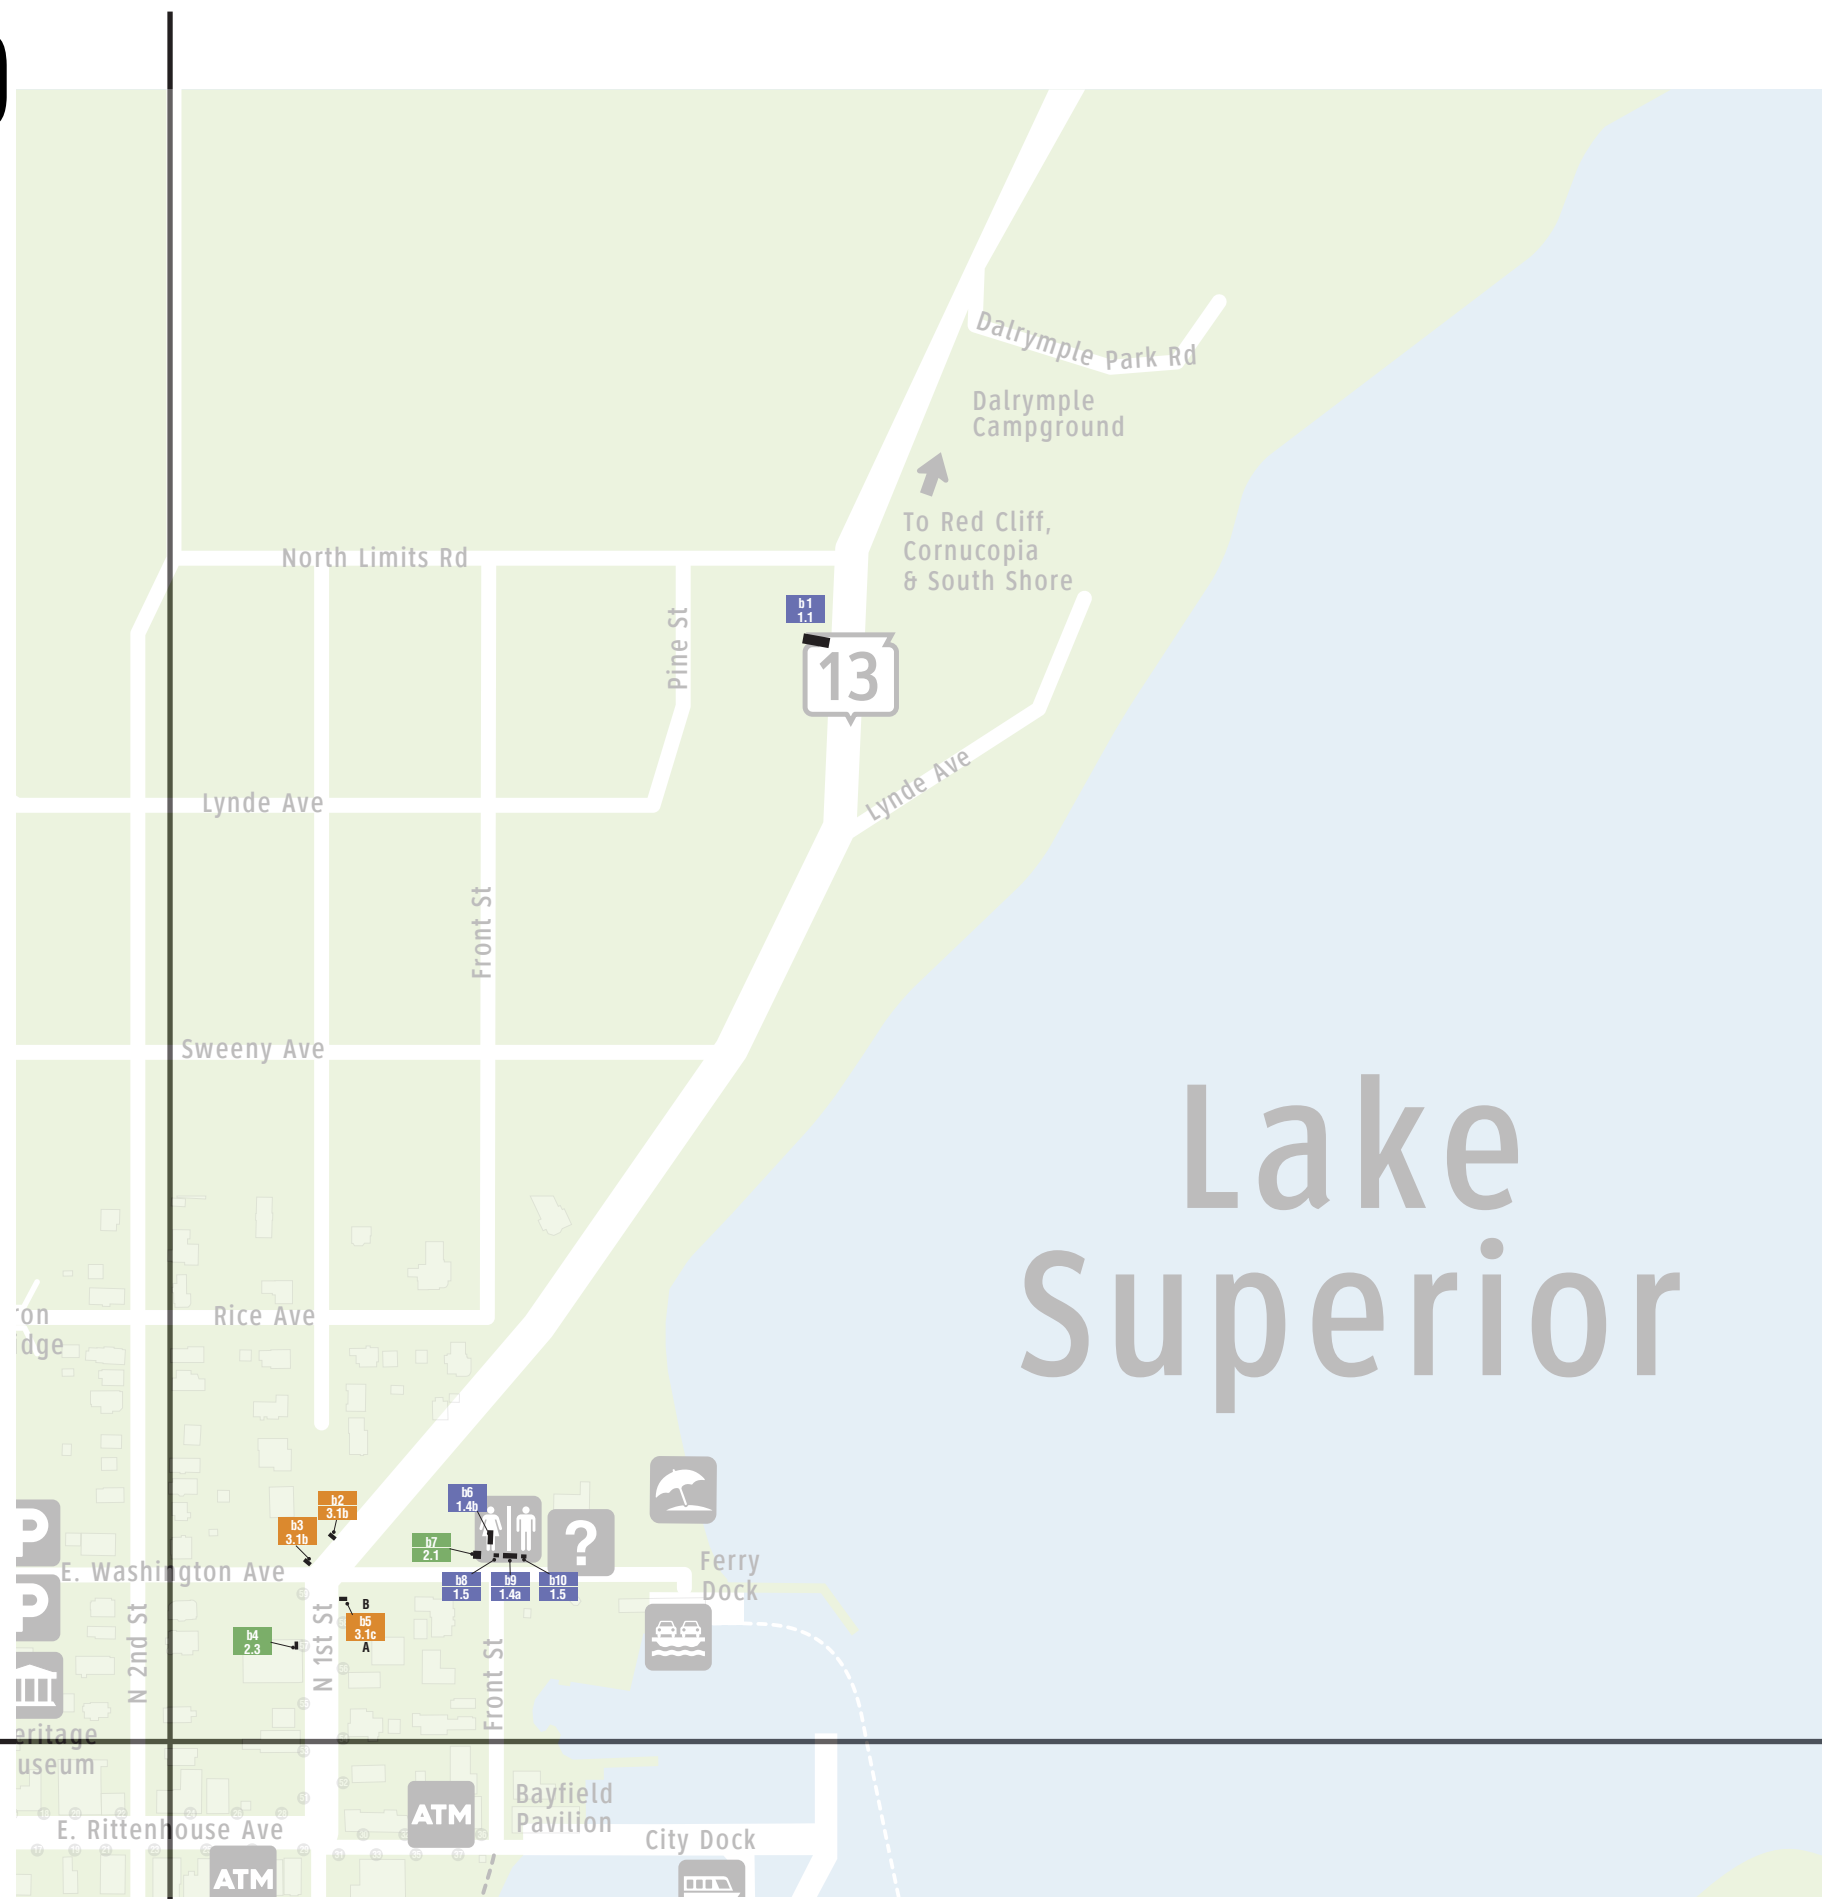 Dalrymple Park Rd
Dalrymple
Campground
To Red Cliff,
Cornucopia
& South Shore
North Limits Rd
b1
1.1
Pine St
13
Lynde Ave
Lynde Ave
Front St
Sweeny Ave
Lake
Superior
Rice Ave
on
dge
b2
3.1b
b3
3.1b
b6
1.4b
b7
2.1
?
P
E. Washington Ave
b8
1.5
b9
1.4a
b10
1.5
Ferry
Dock
P
B
b5
3.1c
A
b4
2.3
N 2nd St
N 1st St
Front St
eritage
useum
Bayfield
Pavilion
ATM
E. Rittenhouse Ave
City Dock
ATM